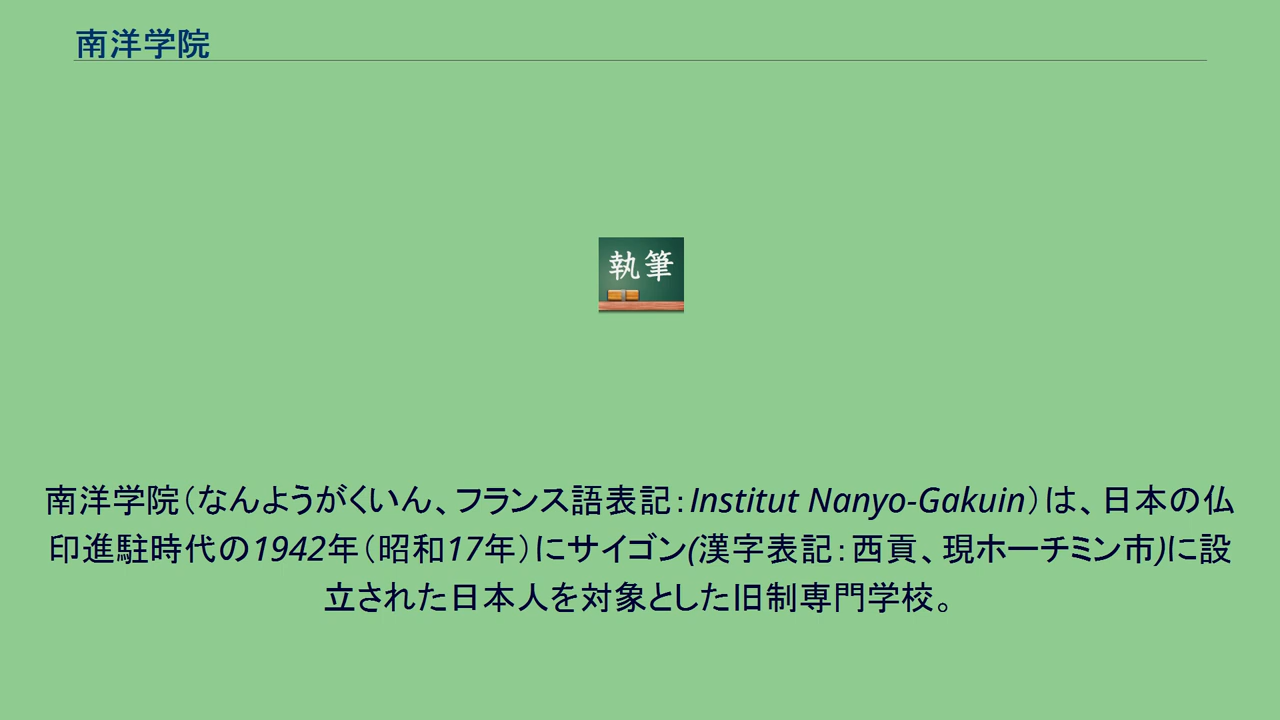 南洋学院
執筆
南洋学院（なんようがくいん、フランス語表記：Institut Nanyo-Gakuin）は、日本の仏
印進駐時代の1942年（昭和17年）にサイゴン(漢字表記：西貢、現ホーチミン市)に設
立された日本人を対象とした旧制専門学校。